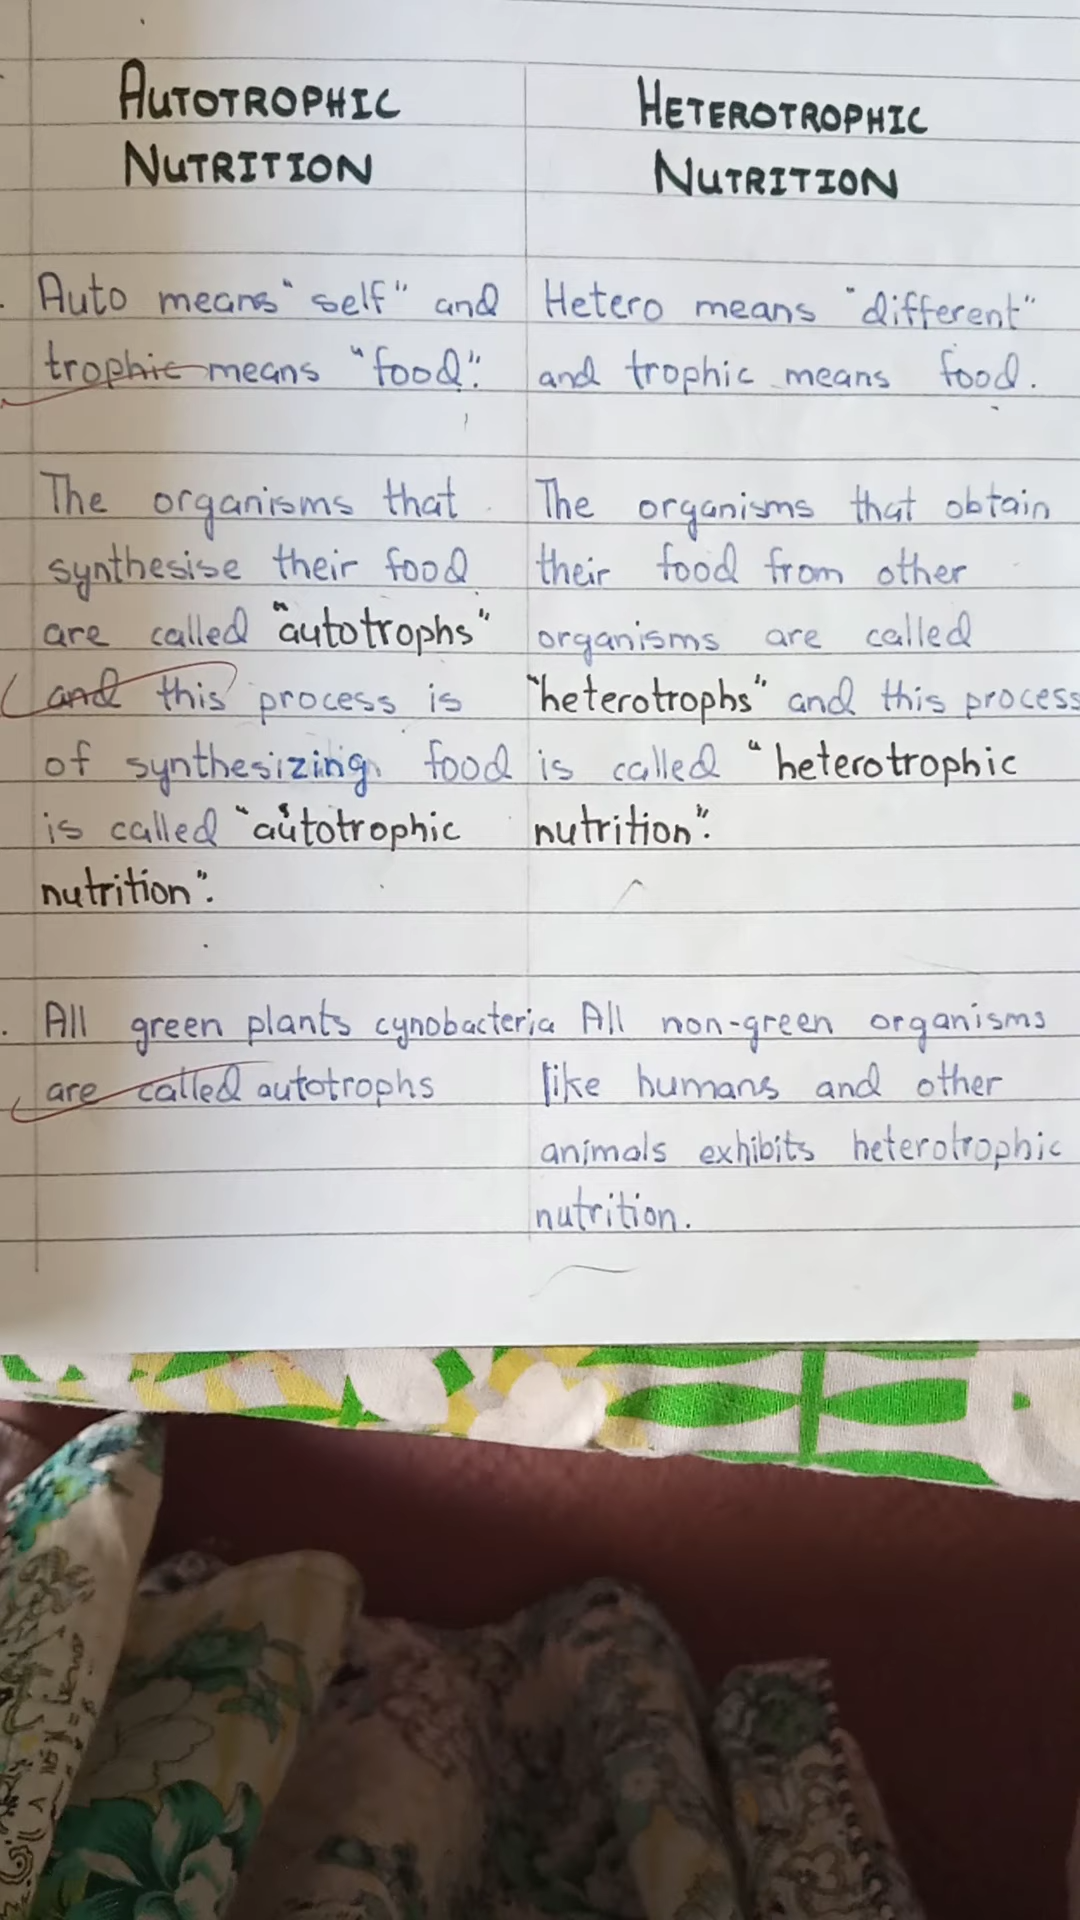 AUTOTROPHIC
NUTRITION
Auto means "self" and
trophic means "food".
The organisms that
synthesise their food
are called "autotrophs"
and this process is
of synthesizing food
is called "autotrophic
nutrition".
All green plants cynobacteria
are called autotrophs
HETEROTROPHIC
NUTRITION
Hetero means "different"
and trophic means food.
The organisms that obtain
their food from other
organisms are called
"heterotrophs" and this process
is called "heterotrophic
nutrition".
All non-green organisms
like humans and other
animals exhibits heterotrophic
nutrition.